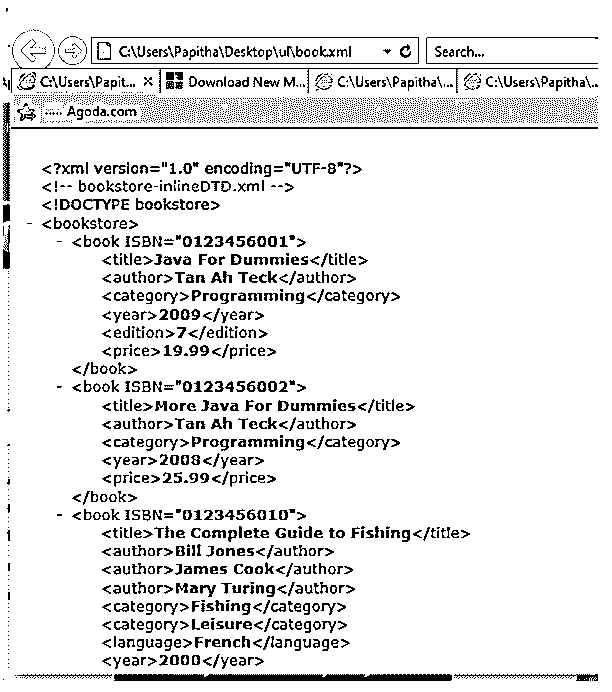 C:\Users\Papitha\Desktop\ul\book.xml Search...
C:\Users\Papit... × Download New M... C:\Users\Papitha\... C:\Users\Papitha\...
..... Agoda.com
<?xml version="1.0" encoding="UTF-8"?>
<!-- bookstore-inlineDTD.xml -->
<!DOCTYPE bookstore>
- <bookstore>
- <book ISBN="0123456001">
<title>Java For Dummies</title>
<author>Tan Ah Teck</author>
<category>Programming</category>
<year>2009</year>
<edition>7</edition>
<price>19.99</price>
</book>
- <book ISBN="0123456002">
<title>More Java For Dummies</title>
<author>Tan Ah Teck</author>
<category>Programming</category>
<year>2008</year>
<price>25.99</price>
</book>
- <book ISBN="0123456010">
<title>The Complete Guide to Fishing</title>
<author>Bill Jones</author>
<author>James Cook</author>
<author>Mary Turing</author>
<category>Fishing</category>
<category>Leisure</category>
<language>French</language>
<year>2000</year>